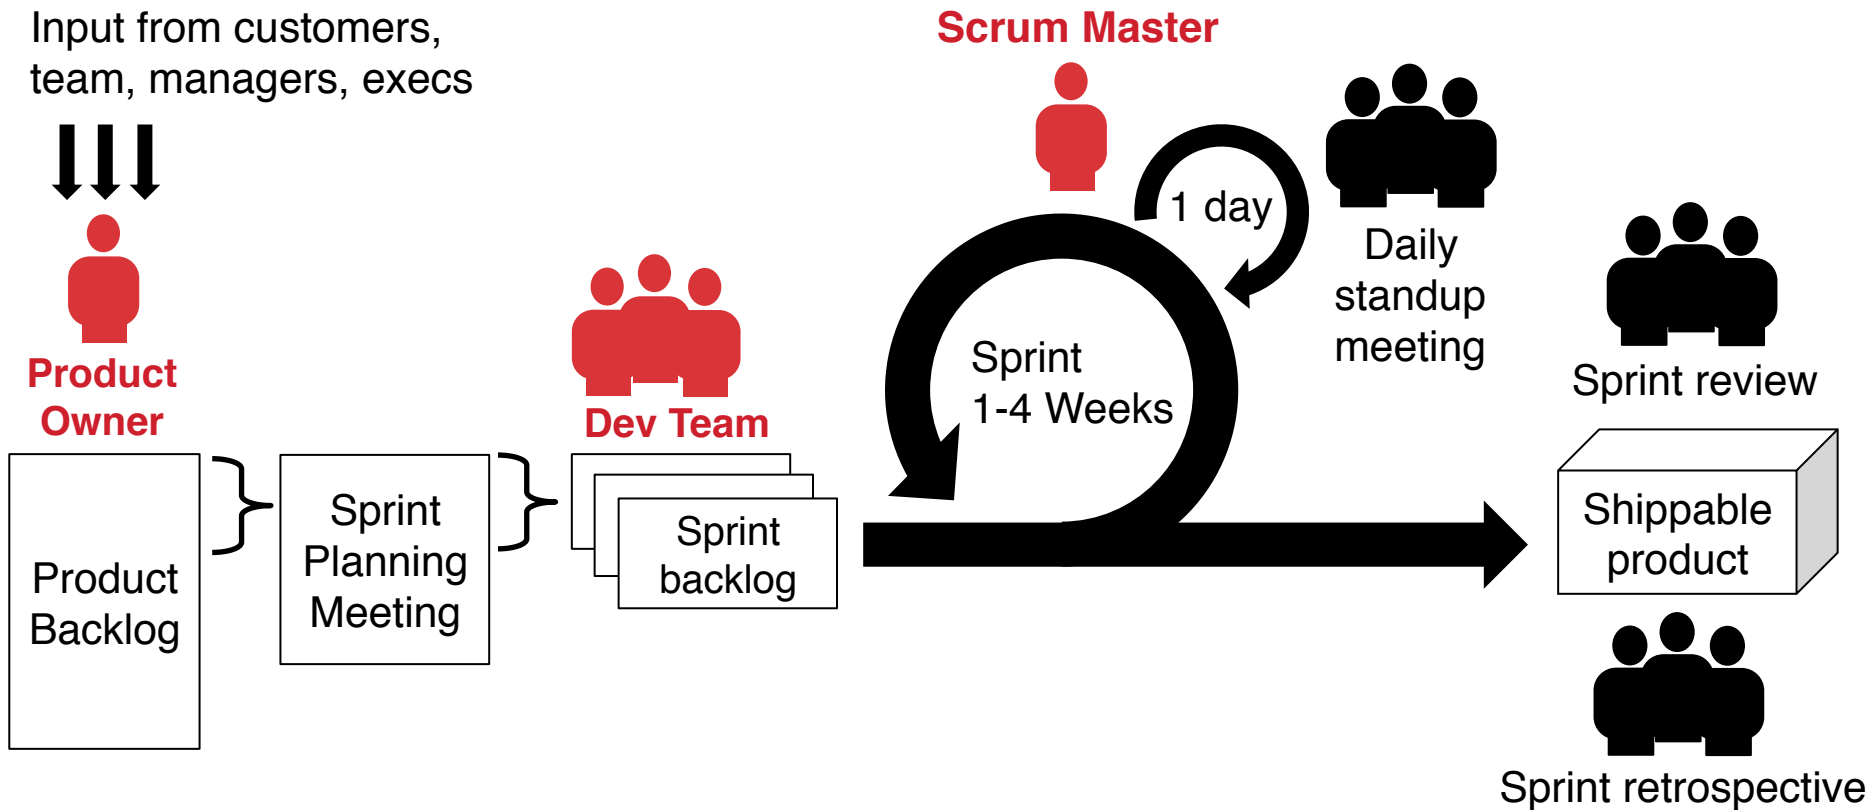 Input from customers,
team, managers, execs
Product
Owner
Product
Backlog
Sprint
Planning
Meeting
Dev Team
Sprint
backlog
Scrum Master
1 day
Sprint
1-4 Weeks
Daily
standup
meeting
Sprint review
Shippable
product
Sprint retrospective